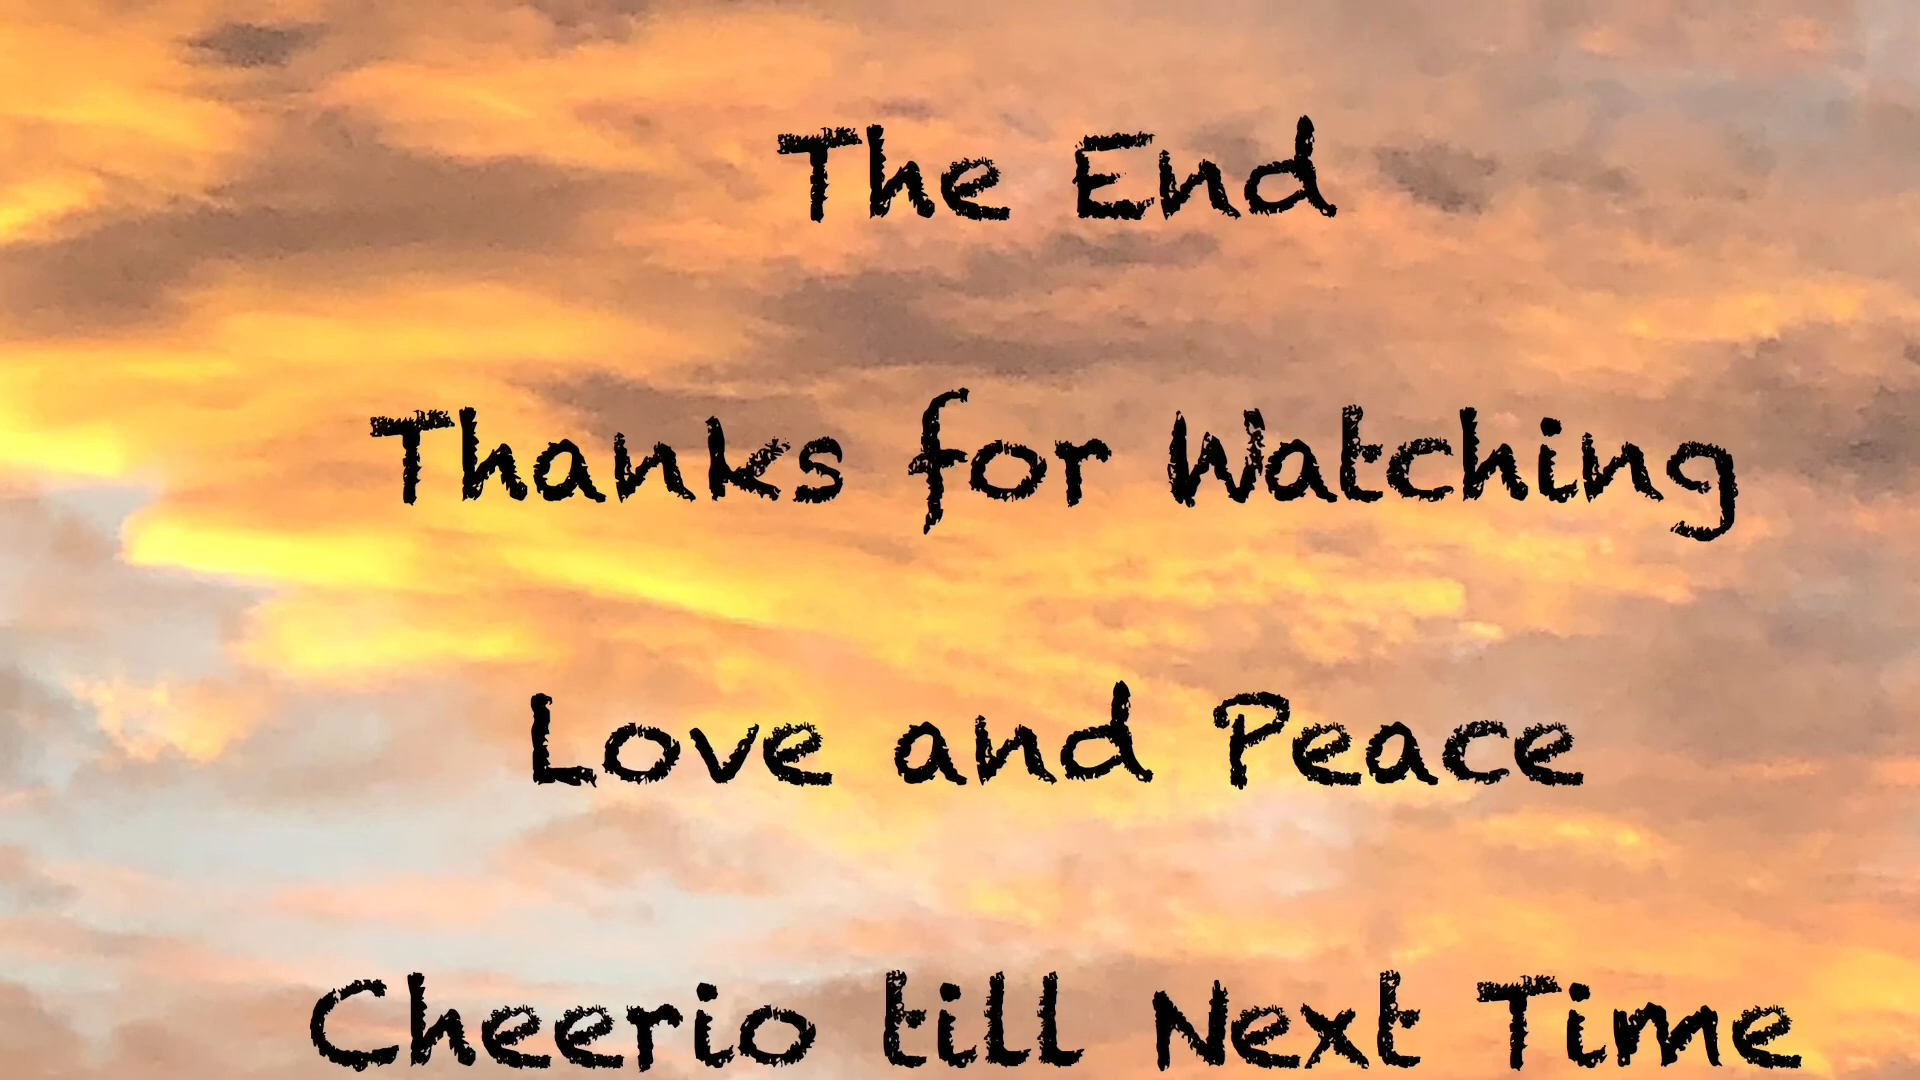 The End
Thanks for Watching
Love and Peace
Cheerio till Next Time